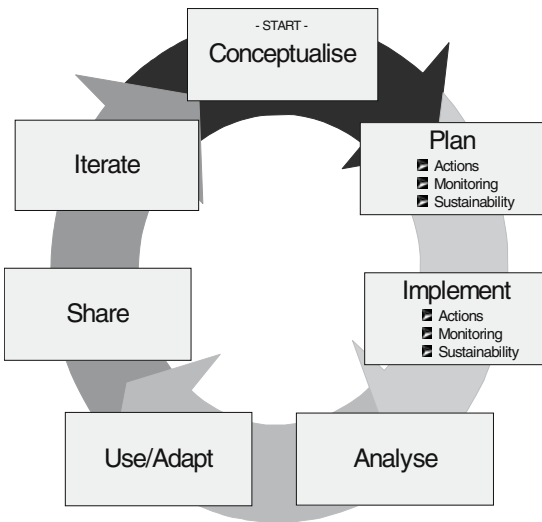 - START -
Conceptualise
Plan
Actions
Monitoring
Sustainability
Implement
Actions
Monitoring
Sustainability
Analyse
Use/Adapt
Share
Iterate